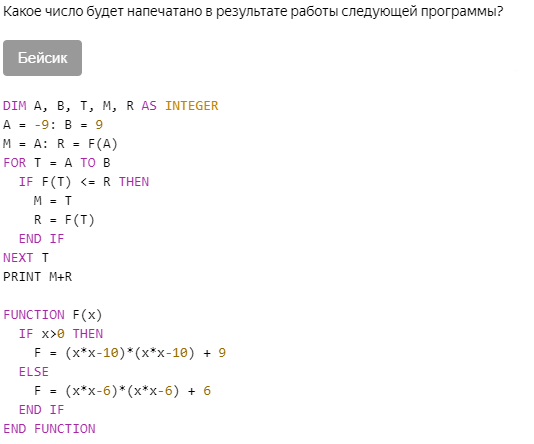 Какое число будет напечатано в результате работы следующей программы?
Бейсик
DIM A, B, T, M, R AS INTEGER
A = -9: B = 9
M = A: R = F(A)
FOR T = A TO B
IF F(T) <= R THEN
M = T
R = F(T)
END IF
NEXT T
PRINT M+R
FUNCTION F(x)
IF x>0 THEN
F = (x*x-10)*(x*x-10) + 9
ELSE
F = (x*x-6)*(x*x-6) + 6
END IF
END FUNCTION